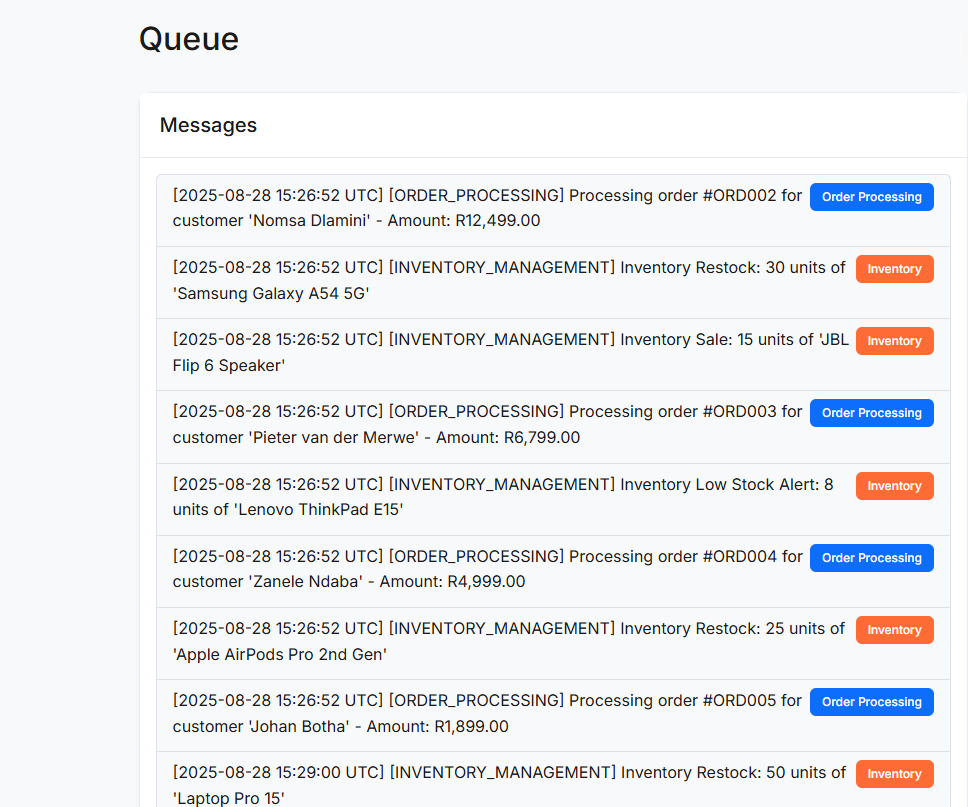 Queue
Messages
[2025-08-28 15:26:52 UTC] [ORDER_PROCESSING] Processing order #ORD002 for
customer 'Nomsa Dlamini' - Amount: R12,499.00
Order Processing
[2025-08-28 15:26:52 UTC] [INVENTORY_MANAGEMENT] Inventory Restock: 30 units of
'Samsung Galaxy A54 5G'
Inventory
[2025-08-28 15:26:52 UTC] [INVENTORY_MANAGEMENT] Inventory Sale: 15 units of 'JBL
Flip 6 Speaker'
Inventory
[2025-08-28 15:26:52 UTC] [ORDER_PROCESSING] Processing order #ORD003 for
customer 'Pieter van der Merwe' - Amount: R6,799.00
Order Processing
[2025-08-28 15:26:52 UTC] [INVENTORY_MANAGEMENT] Inventory Low Stock Alert: 8
units of 'Lenovo ThinkPad E15'
Inventory
[2025-08-28 15:26:52 UTC] [ORDER_PROCESSING] Processing order #ORD004 for
customer 'Zanele Ndaba' - Amount: R4,999.00
Order Processing
[2025-08-28 15:26:52 UTC] [INVENTORY_MANAGEMENT] Inventory Restock: 25 units of
'Apple AirPods Pro 2nd Gen'
Inventory
[2025-08-28 15:26:52 UTC] [ORDER_PROCESSING] Processing order #ORD005 for
customer 'Johan Botha' - Amount: R1,899.00
Order Processing
[2025-08-28 15:29:00 UTC] [INVENTORY_MANAGEMENT] Inventory Restock: 50 units of
'Laptop Pro 15'
Inventory